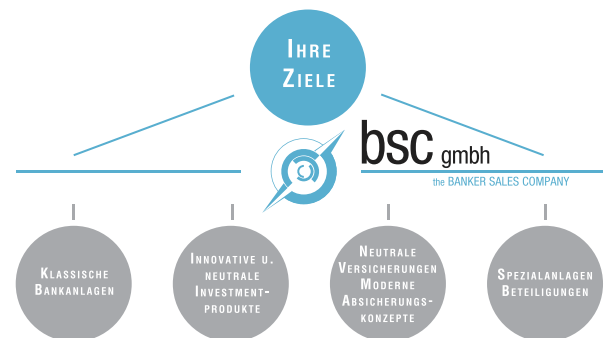 Ihre
Ziele
bsc gmbh
the BANKER SALES COMPANY
Klassische
Bankanlagen
Innovative u.
neutrale
Investment-
produkte
Neutrale
Versicherungen
Moderne
Absicherungs-
konzepte
Spezialanlagen
Beteiligungen